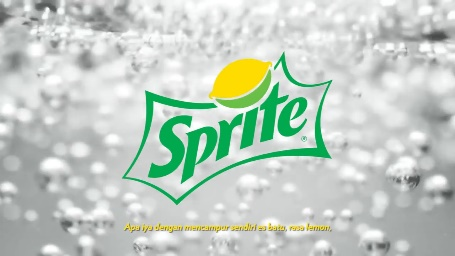 Sprite
®
Apa iya dengan mencampur sendiri es batu, rasa lemon,